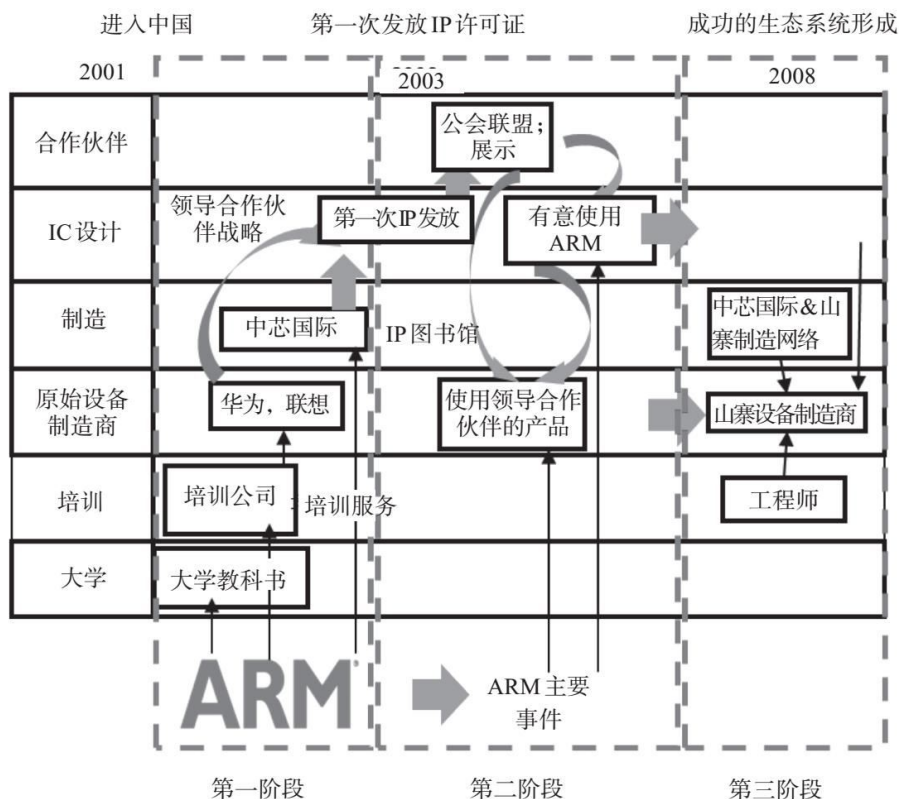 进入中国
第一次发放IP许可证
成功的生态系统形成
2001
2003
2008
合作伙伴
公会联盟；
展示
IC设计
领导合作伙
伴战略
第一次IP发放
有意使用
ARM
制造
中芯国际
IP图书馆
中芯国际&山
寨制造网络
原始设备
制造商
华为，联想
使用领导合作
伙伴的产品
山寨设备制造商
培训
培训公司
培训服务
工程师
大学
大学教科书
ARM
ARM主要
事件
第一阶段
第二阶段
第三阶段